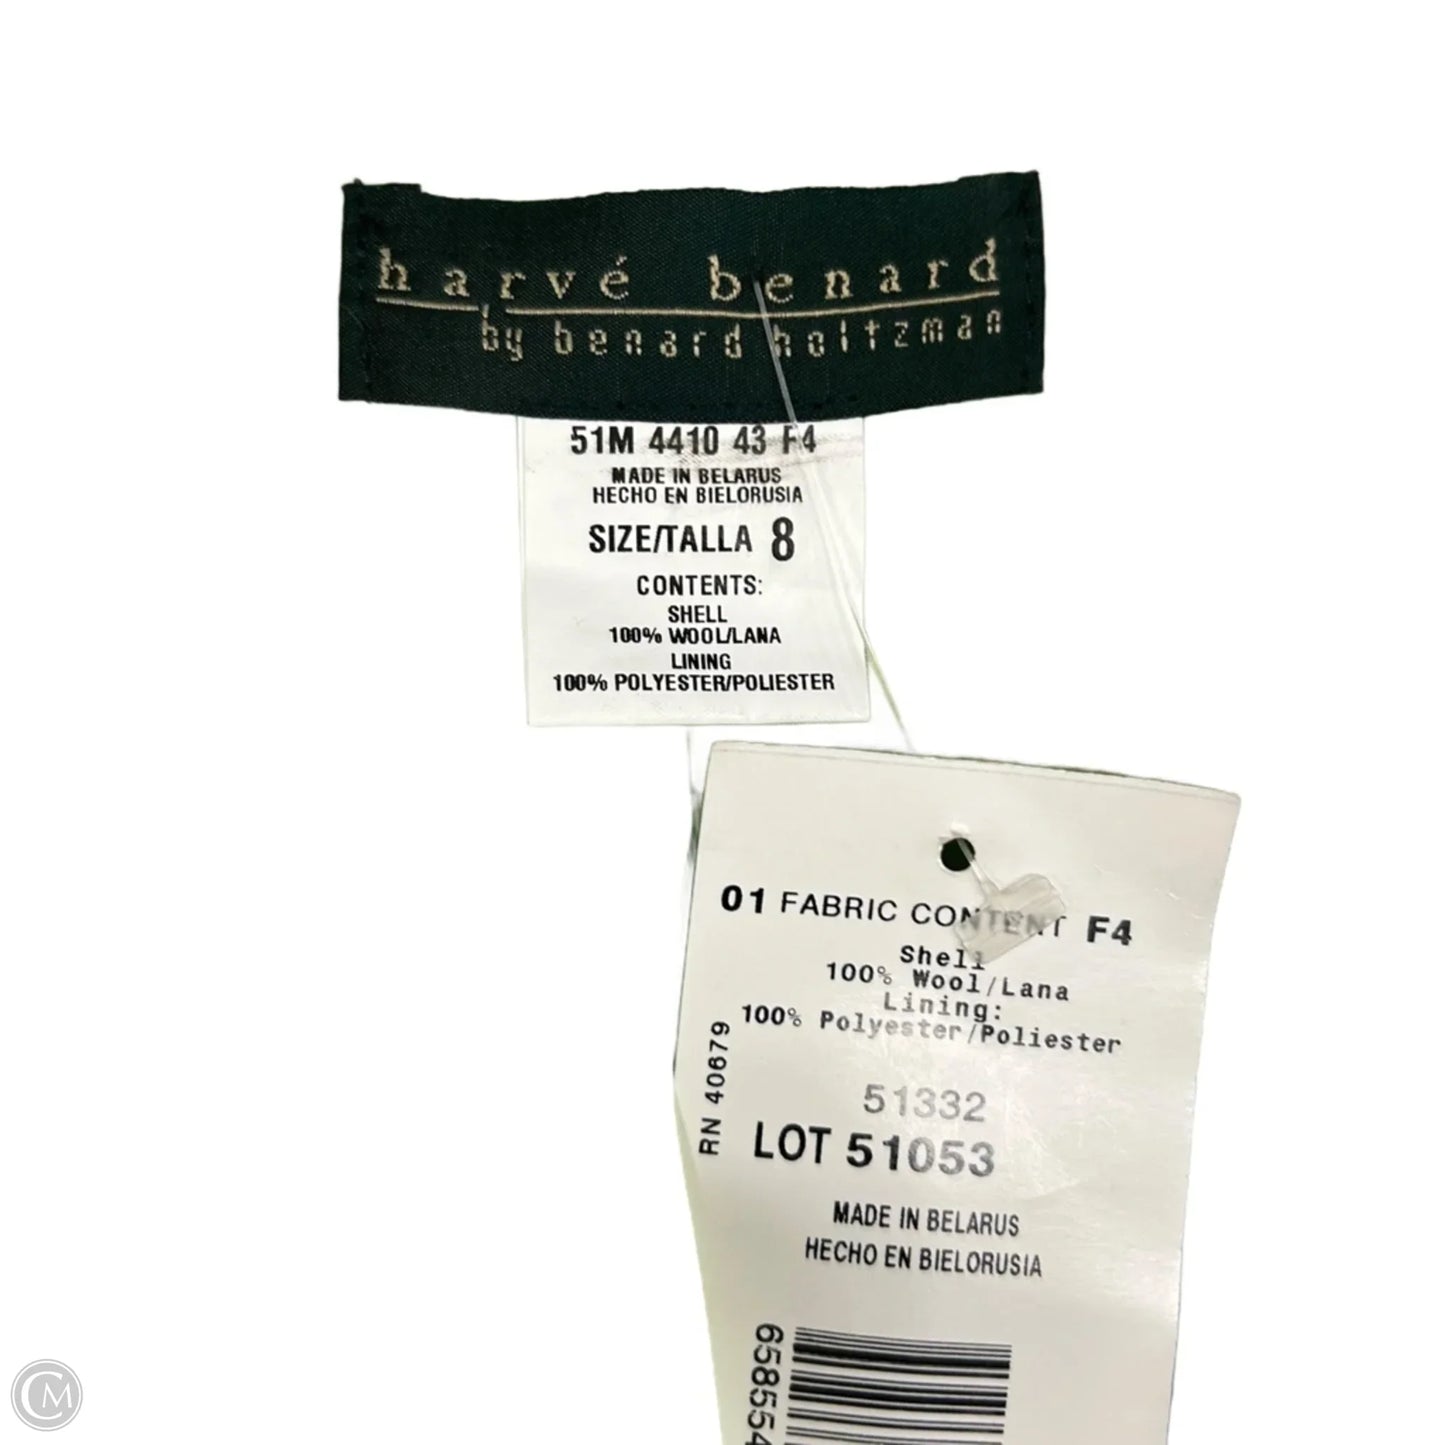 harvé benard
by benard holtzman
51M 4410 43 F4
MADE IN BELARUS
HECHO EN BIELORUSIA
SIZE/TALLA 8
CONTENTS:
SHELL
100% WOOL/LANA
LINING
100% POLYESTER/POLIESTER
01 FABRIC CONTENT F4
Shell
100% Wool/Lana
Lining:
100% Polyester/Poliester
RN 40679
51332
LOT 51053
MADE IN BELARUS
HECHO EN BIELORUSIA
658554
CM